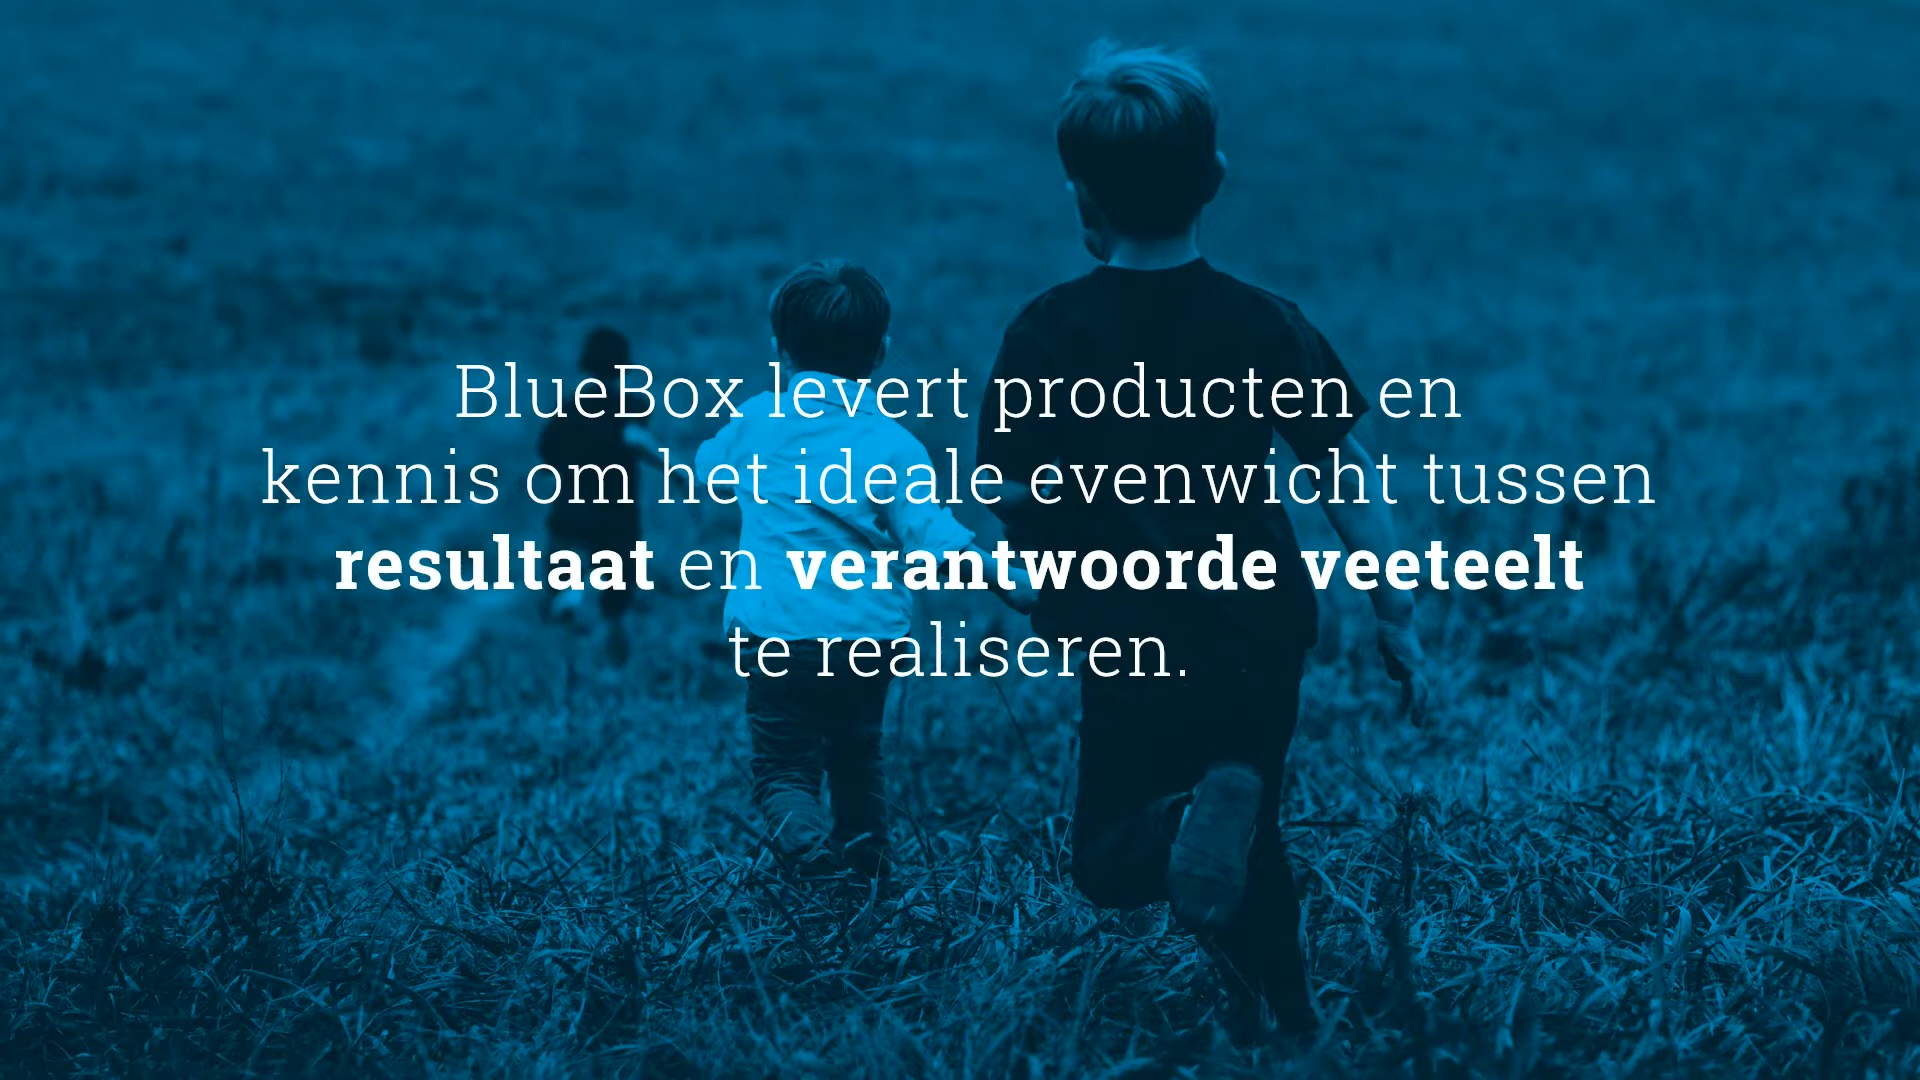 BlueBox levert producten en
kennis om het ideale evenwicht tussen
resultaat en verantwoorde veeteelt
te realiseren.